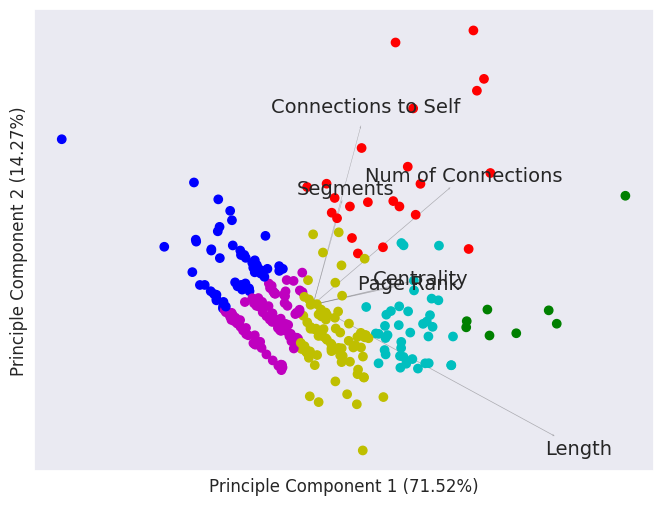 Connections to Self
Num of Connections
Segments
Centrality
Page Rank
Length
Principle Component 2 (14.27%)
Principle Component 1 (71.52%)